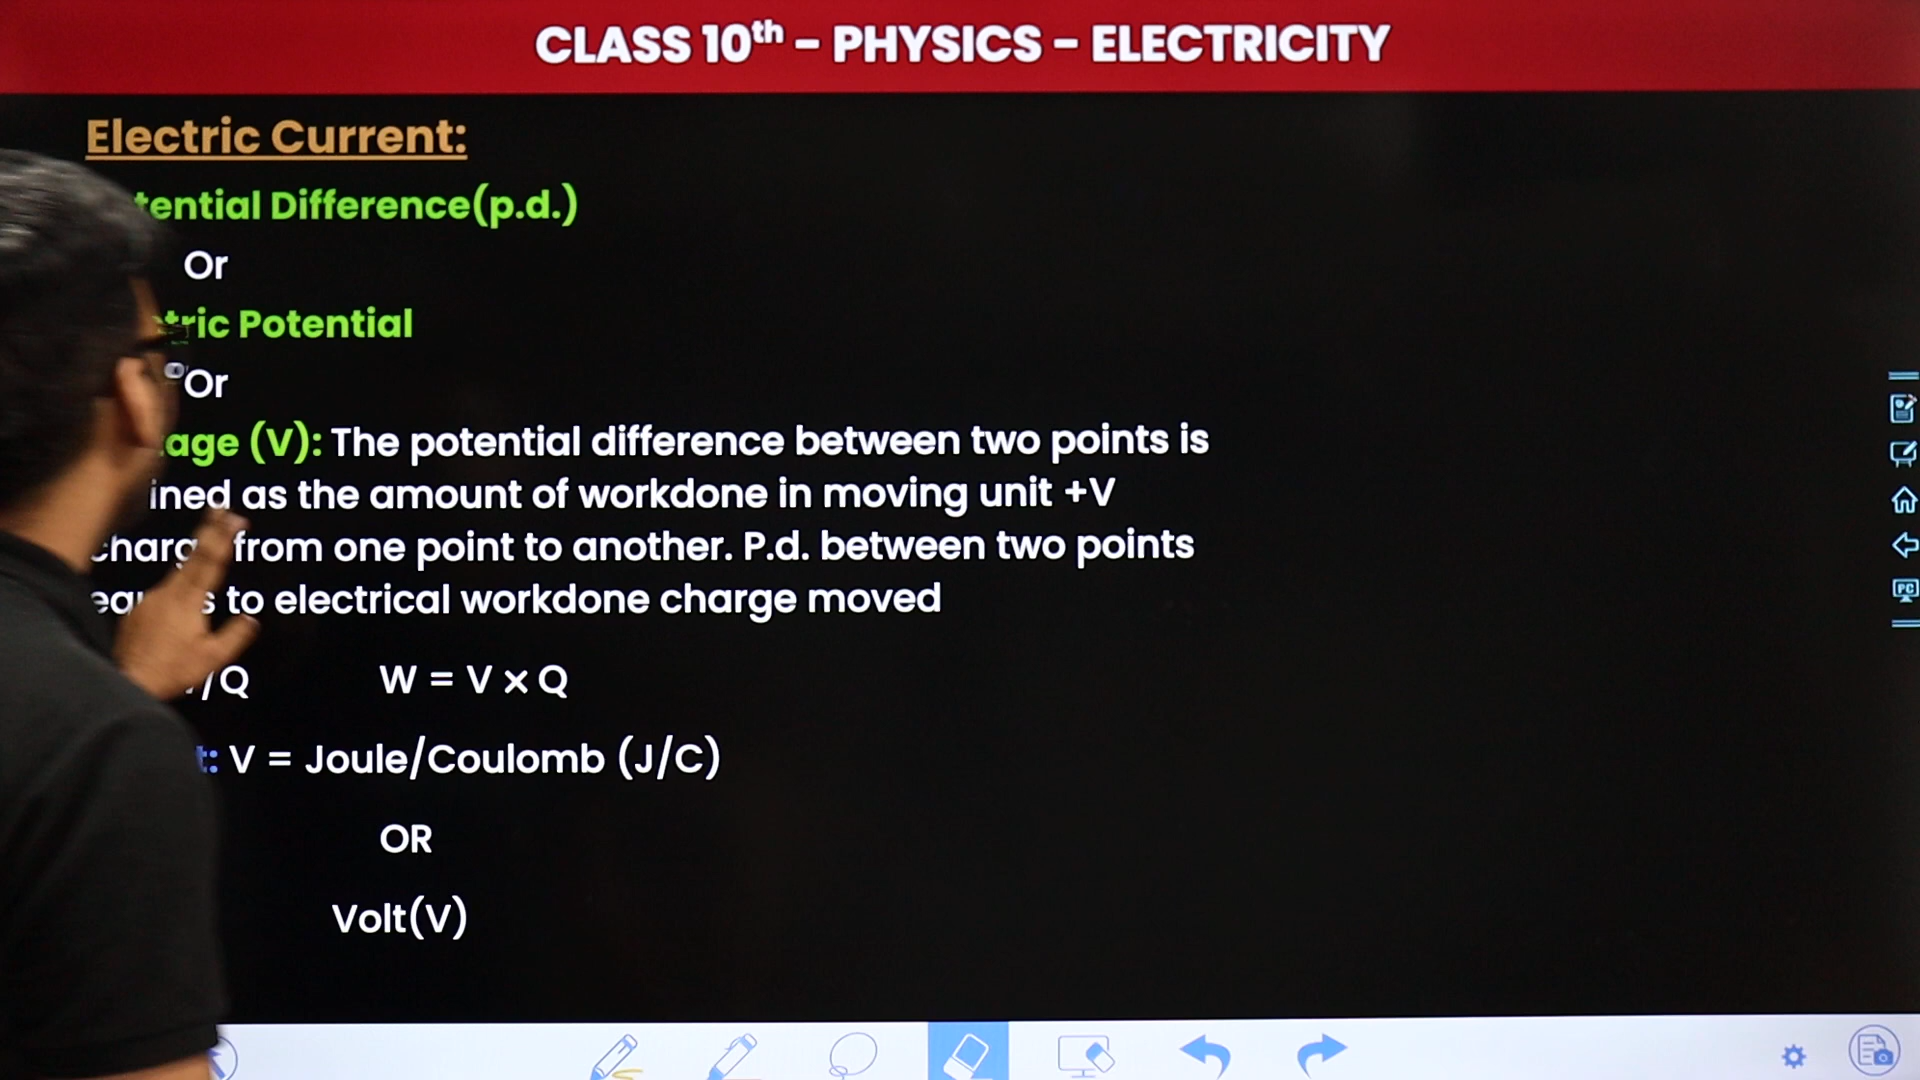 CLASS 10th - PHYSICS - ELECTRICITY
Electric Current:
tential Difference(p.d.)
Or
tric Potential
Or
age (V): The potential difference between two points is
ined as the amount of workdone in moving unit +V
charg from one point to another. P.d. between two points
s to electrical workdone charge moved
/Q W = V × Q
t: V = Joule/Coulomb (J/C)
OR
Volt(V)
PC